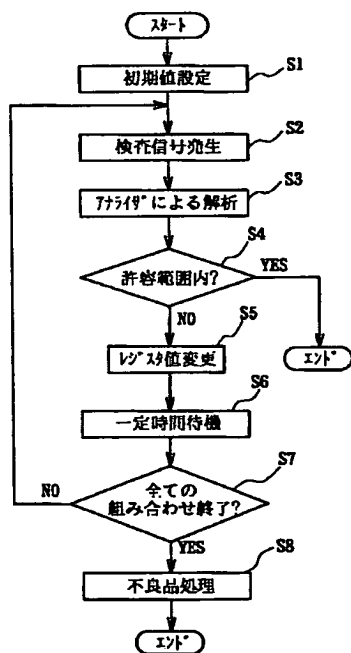 スタート
初期値設定
S1
検査信号発生
S2
アナライザによる解析
S3
許容範囲内?
S4
YES
エンド
NO
レジスタ値変更
S5
一定時間待機
S6
全ての
組み合わせ終了?
S7
NO
YES
不良品処理
S8
エンド